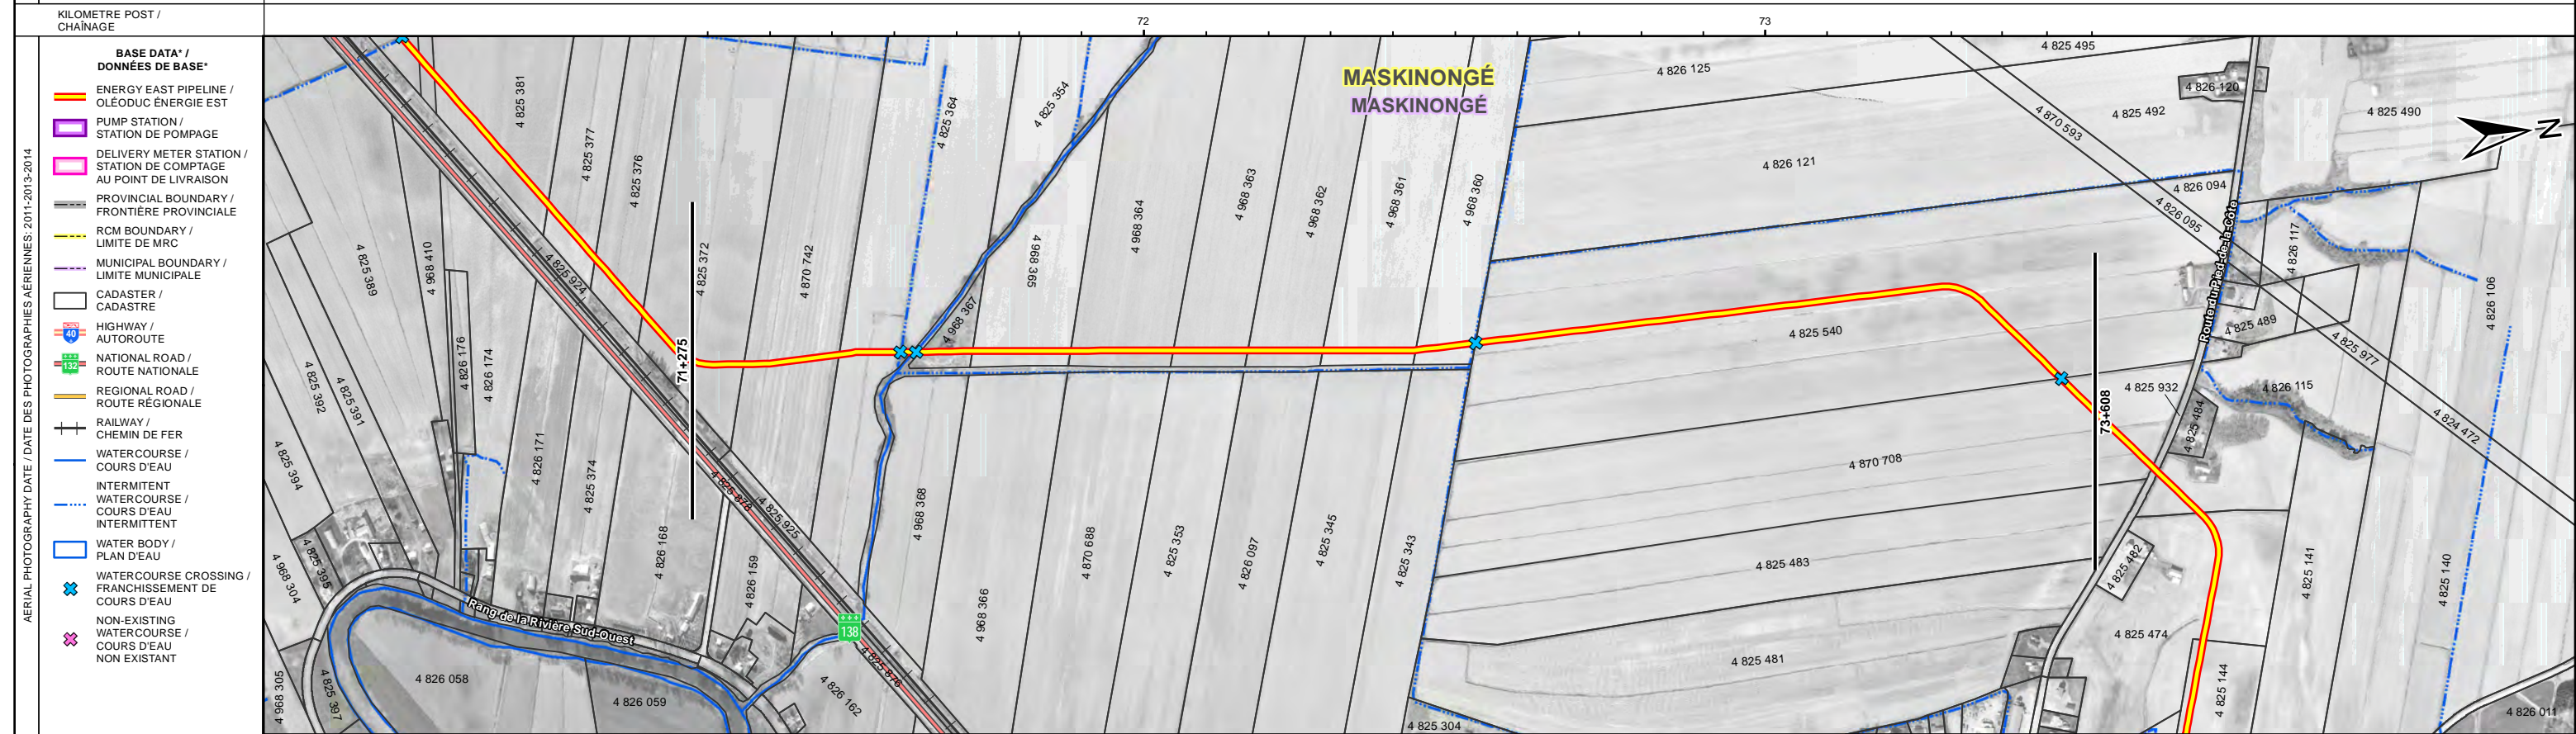 KILOMETRE POST /
CHAÎNAGE
72
73
AERIAL PHOTOGRAPHY DATE / DATE DES PHOTOGRAPHIES AÉRIENNES: 2011-2013-2014
BASE DATA* /
DONNÉES DE BASE*
ENERGY EAST PIPELINE /
OLÉODUC ÉNERGIE EST
PUMP STATION /
STATION DE POMPAGE
DELIVERY METER STATION /
STATION DE COMPTAGE
AU POINT DE LIVRAISON
PROVINCIAL BOUNDARY /
FRONTIÈRE PROVINCIALE
RCM BOUNDARY /
LIMITE DE MRC
MUNICIPAL BOUNDARY /
LIMITE MUNICIPALE
CADASTER /
CADASTRE
40
HIGHWAY /
AUTOROUTE
132
NATIONAL ROAD /
ROUTE NATIONALE
REGIONAL ROAD /
ROUTE RÉGIONALE
RAILWAY /
CHEMIN DE FER
WATERCOURSE /
COURS D'EAU
INTERMITENT
WATERCOURSE /
COURS D'EAU
INTERMITTENT
WATER BODY /
PLAN D'EAU
WATERCOURSE CROSSING /
FRANCHISSEMENT DE
COURS D'EAU
NON-EXISTING
WATERCOURSE /
COURS D'EAU
NON EXISTANT
MASKINONGÉ
MASKINONGÉ
N
4 825 381
4 825 377
4 825 376
4 825 372
4 870 742
4 825 364
4 825 354
4 968 365
4 968 367
4 968 364
4 968 363
4 968 362
4 968 361
4 968 360
4 826 125
4 826 121
4 825 495
4 826 120
4 825 492
4 825 490
4 870 593
4 826 094
4 826 095
4 826 117
4 826 106
4 825 489
4 825 977
4 824 472
4 826 115
4 825 932
4 825 484
Route du Pied-de-la-Côte
4 825 540
4 870 708
4 825 483
4 825 481
4 825 482
4 825 474
4 825 144
4 825 141
4 825 140
4 826 011
73+608
71+275
4 825 389
4 968 410
4 825 924
4 826 176
4 826 174
4 825 392
4 825 391
4 825 394
4 826 171
4 825 374
4 826 168
4 826 159
4 826 878
4 825 925
4 968 304
4 825 395
4 968 305
4 825 397
Rang de la Rivière Sud-Ouest
4 826 058
4 826 059
138
4 825 876
4 826 162
4 968 368
4 968 366
4 870 688
4 825 353
4 826 097
4 825 345
4 825 343
4 825 304